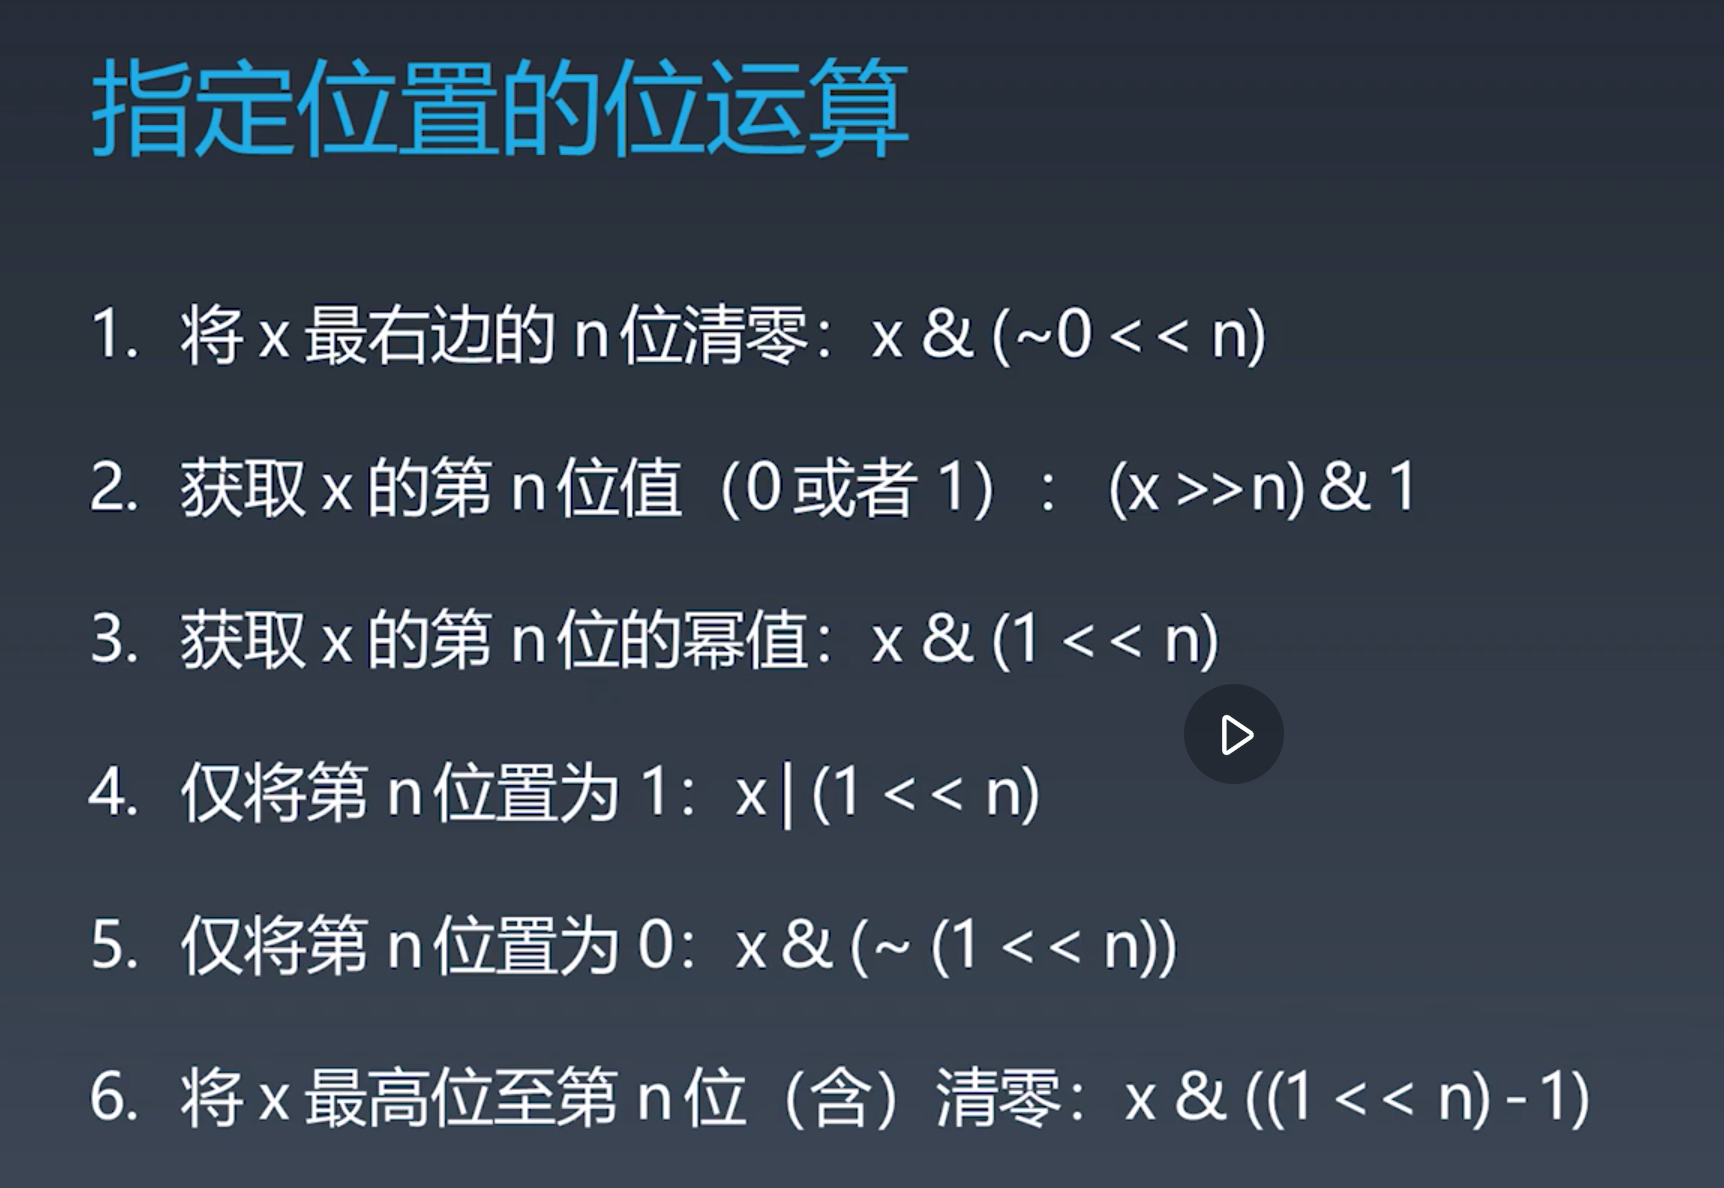 指定位置的位运算
1. 将 x 最右边的 n 位清零：x & (~0 << n)
2. 获取 x 的第 n 位值（0 或者 1）： (x >> n) & 1
3. 获取 x 的第 n 位的幂值：x & (1 << n)
4. 仅将第 n 位置为 1：x | (1 << n)
5. 仅将第 n 位置为 0：x & (~ (1 << n))
6. 将 x 最高位至第 n 位（含）清零：x & ((1 << n) - 1)